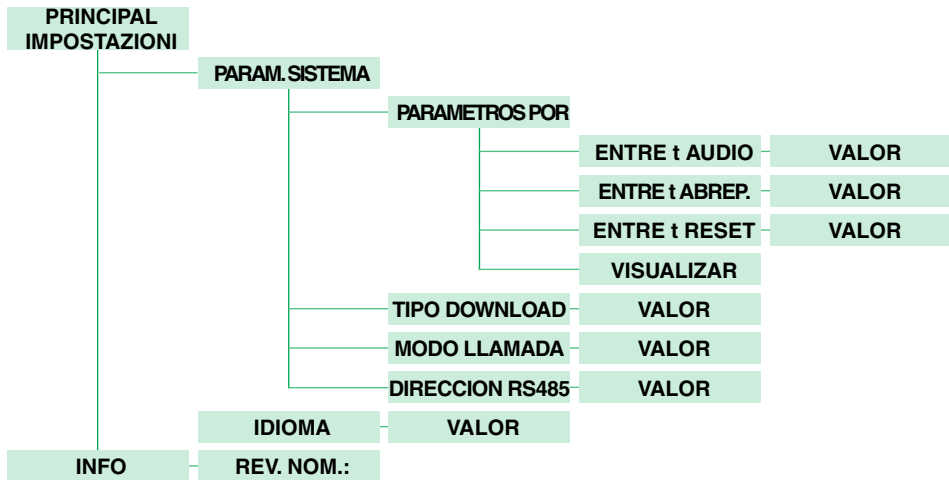 PRINCIPAL
IMPOSTAZIONI
PARAM. SISTEMA
PARAMETROS POR
ENTRE t AUDIO VALOR
ENTRE t ABREP. VALOR
ENTRE t RESET VALOR
VISUALIZAR
TIPO DOWNLOAD VALOR
MODO LLAMADA VALOR
DIRECCION RS485 VALOR
IDIOMA VALOR
INFO REV. NOM.: